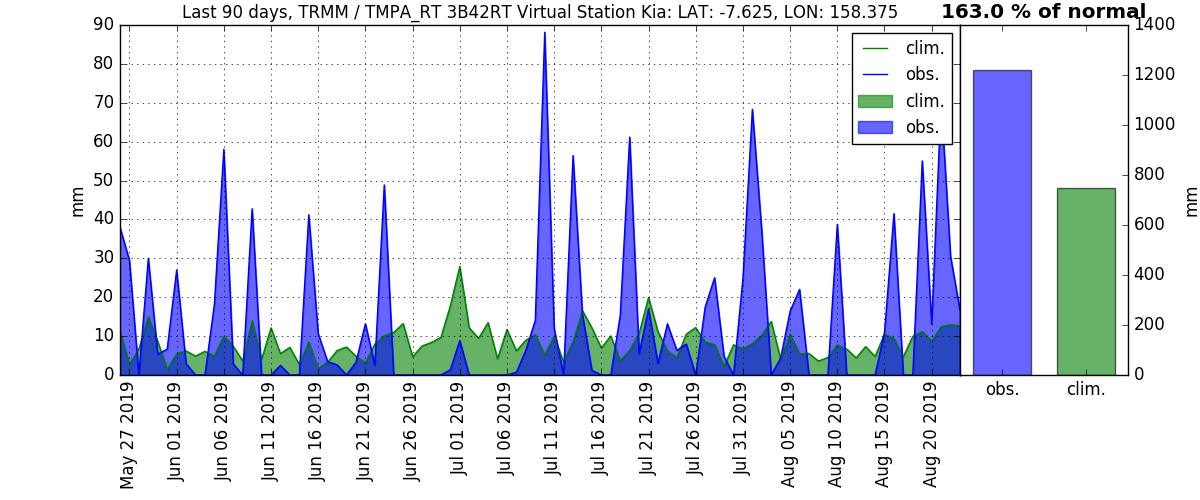 Last 90 days, TRMM / TMPA_RT 3B42RT Virtual Station Kia: LAT: -7.625, LON: 158.375
163.0 % of normal
90
80
70
60
50
40
30
20
10
0
mm
clim.
obs.
clim.
obs.
1400
1200
1000
800
600
400
200
0
mm
May 27 2019
Jun 01 2019
Jun 06 2019
Jun 11 2019
Jun 16 2019
Jun 21 2019
Jun 26 2019
Jul 01 2019
Jul 06 2019
Jul 11 2019
Jul 16 2019
Jul 21 2019
Jul 26 2019
Jul 31 2019
Aug 05 2019
Aug 10 2019
Aug 15 2019
Aug 20 2019
obs.
clim.